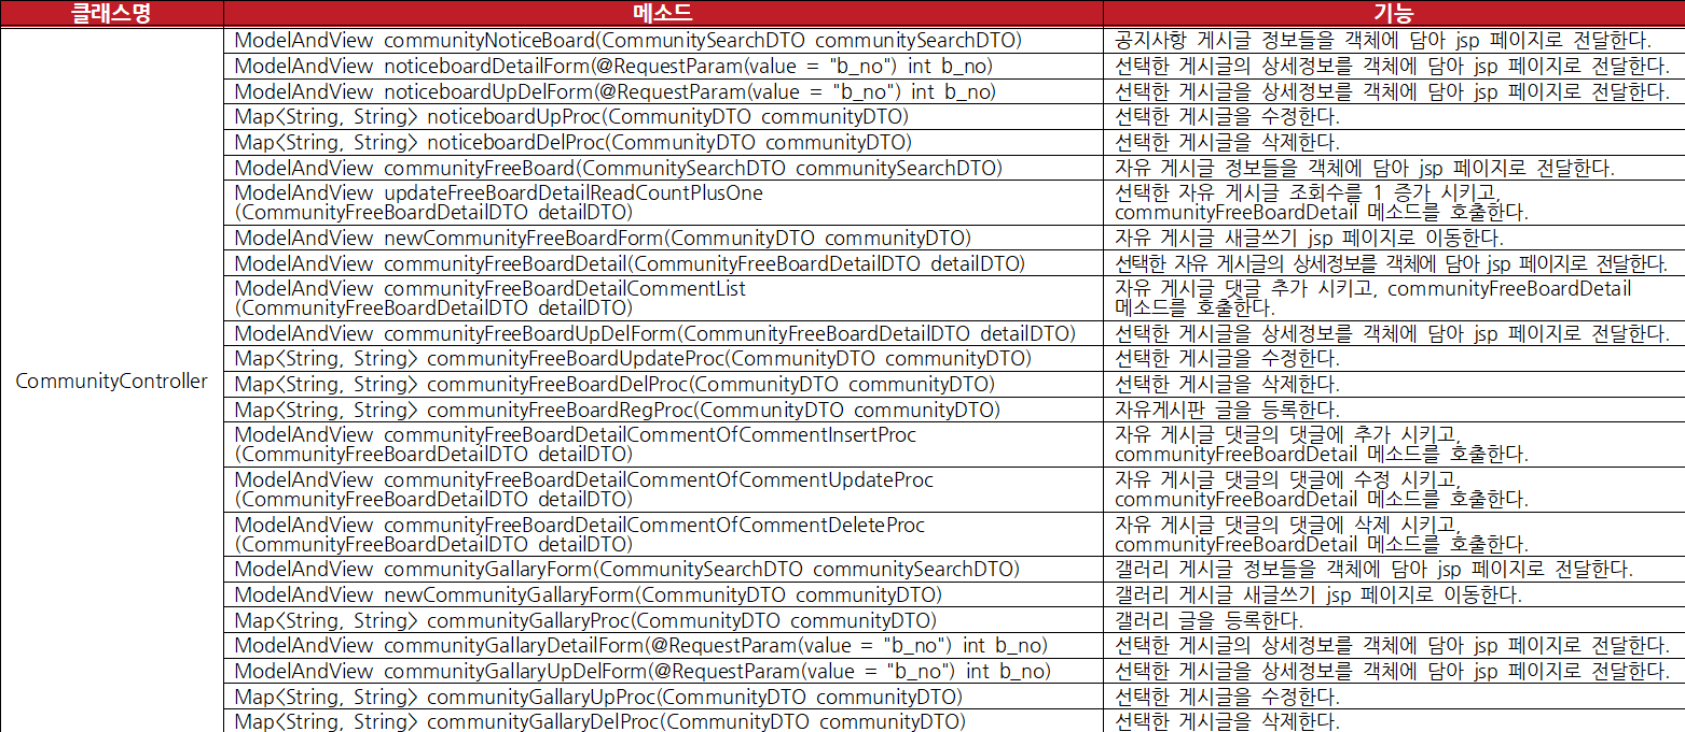 클래스명 메소드 기능
CommunityController
ModelAndView communityNoticeBoard(CommunitySearchDTO communitySearchDTO) 공지사항 게시글 정보들을 객체에 담아 jsp 페이지로 전달한다.
ModelAndView noticeboardDetailForm(@RequestParam(value = "b_no") int b_no) 선택한 게시글의 상세정보를 객체에 담아 jsp 페이지로 전달한다.
ModelAndView noticeboardUpDelForm(@RequestParam(value = "b_no") int b_no) 선택한 게시글을 상세정보를 객체에 담아 jsp 페이지로 전달한다.
Map<String, String> noticeboardUpProc(CommunityDTO communityDTO) 선택한 게시글을 수정한다.
Map<String, String> noticeboardDelProc(CommunityDTO communityDTO) 선택한 게시글을 삭제한다.
ModelAndView communityFreeBoard(CommunitySearchDTO communitySearchDTO) 자유 게시글 정보들을 객체에 담아 jsp 페이지로 전달한다.
ModelAndView updateFreeBoardDetailReadCountPlusOne
(CommunityFreeBoardDetailDTO detailDTO)
선택한 자유 게시글 조회수를 1 증가 시키고,
communityFreeBoardDetail 메소드를 호출한다.
ModelAndView newCommunityFreeBoardForm(CommunityDTO communityDTO) 자유 게시글 새글쓰기 jsp 페이지로 이동한다.
ModelAndView communityFreeBoardDetail(CommunityFreeBoardDetailDTO detailDTO) 선택한 자유 게시글의 상세정보를 객체에 담아 jsp 페이지로 전달한다.
ModelAndView communityFreeBoardDetailCommentList
(CommunityFreeBoardDetailDTO detailDTO)
자유 게시글 댓글 추가 시키고, communityFreeBoardDetail
메소드를 호출한다.
ModelAndView communityFreeBoardUpDelForm(CommunityFreeBoardDetailDTO detailDTO) 선택한 게시글을 상세정보를 객체에 담아 jsp 페이지로 전달한다.
Map<String, String> communityFreeBoardUpdateProc(CommunityDTO communityDTO) 선택한 게시글을 수정한다.
Map<String, String> communityFreeBoardDelProc(CommunityDTO communityDTO) 선택한 게시글을 삭제한다.
Map<String, String> communityFreeBoardRegProc(CommunityDTO communityDTO) 자유게시판 글을 등록한다.
ModelAndView communityFreeBoardDetailCommentOfCommentInsertProc
(CommunityFreeBoardDetailDTO detailDTO)
자유 게시글 댓글의 댓글에 추가 시키고,
communityFreeBoardDetail 메소드를 호출한다.
ModelAndView communityFreeBoardDetailCommentOfCommentUpdateProc
(CommunityFreeBoardDetailDTO detailDTO)
자유 게시글 댓글의 댓글에 수정 시키고,
communityFreeBoardDetail 메소드를 호출한다.
ModelAndView communityFreeBoardDetailCommentOfCommentDeleteProc
(CommunityFreeBoardDetailDTO detailDTO)
자유 게시글 댓글의 댓글에 삭제 시키고,
communityFreeBoardDetail 메소드를 호출한다.
ModelAndView communityGallaryForm(CommunitySearchDTO communitySearchDTO) 갤러리 게시글 정보들을 객체에 담아 jsp 페이지로 전달한다.
ModelAndView newCommunityGallaryForm(CommunityDTO communityDTO) 갤러리 게시글 새글쓰기 jsp 페이지로 이동한다.
Map<String, String> communityGallaryProc(CommunityDTO communityDTO) 갤러리 글을 등록한다.
ModelAndView communityGallaryDetailForm(@RequestParam(value = "b_no") int b_no) 선택한 게시글의 상세정보를 객체에 담아 jsp 페이지로 전달한다.
ModelAndView communityGallaryUpDelForm(@RequestParam(value = "b_no") int b_no) 선택한 게시글을 상세정보를 객체에 담아 jsp 페이지로 전달한다.
Map<String, String> communityGallaryUpProc(CommunityDTO communityDTO) 선택한 게시글을 수정한다.
Map<String, String> communityGallaryDelProc(CommunityDTO communityDTO) 선택한 게시글을 삭제한다.